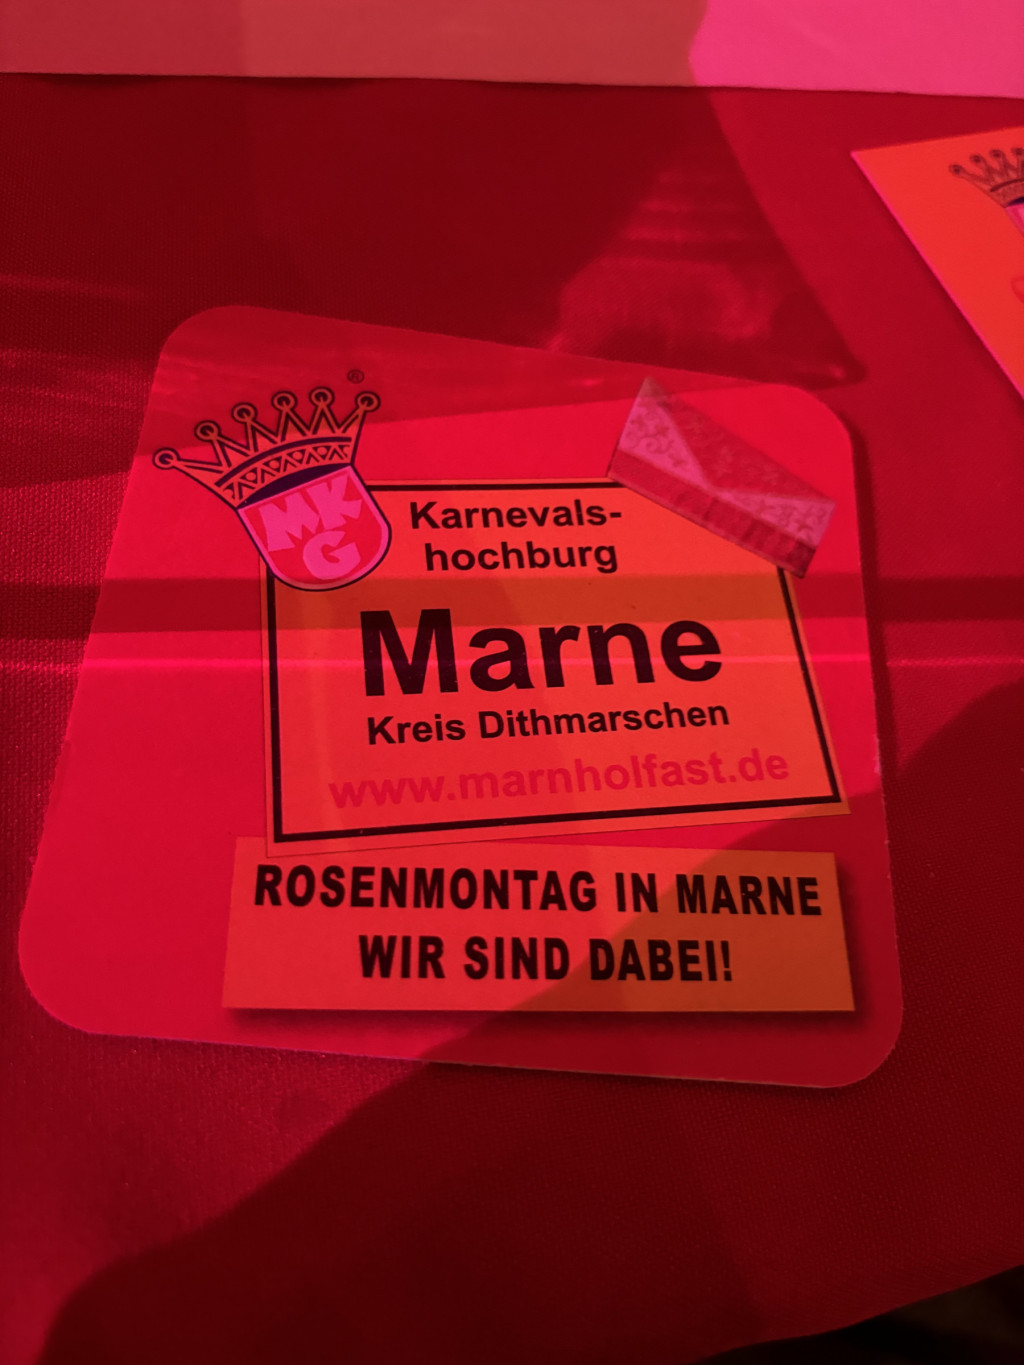 ®
MK
G
Karnevals-
hochburg
Marne
Kreis Dithmarschen
www.marnholfast.de
ROSENMONTAG IN MARNE
WIR SIND DABEI!